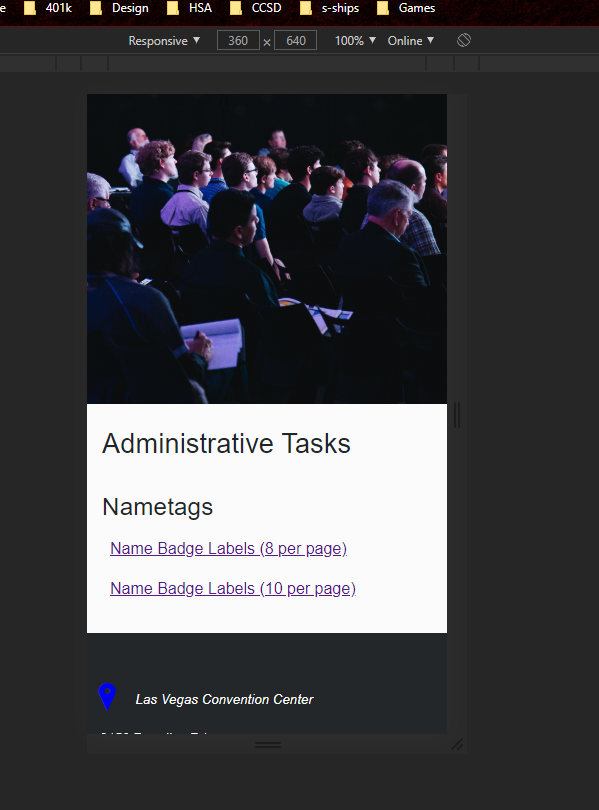 e 401k Design HSA CCSD s-ships Games
Responsive 360 × 640 100% Online
Administrative Tasks
Nametags
Name Badge Labels (8 per page)
Name Badge Labels (10 per page)
Las Vegas Convention Center